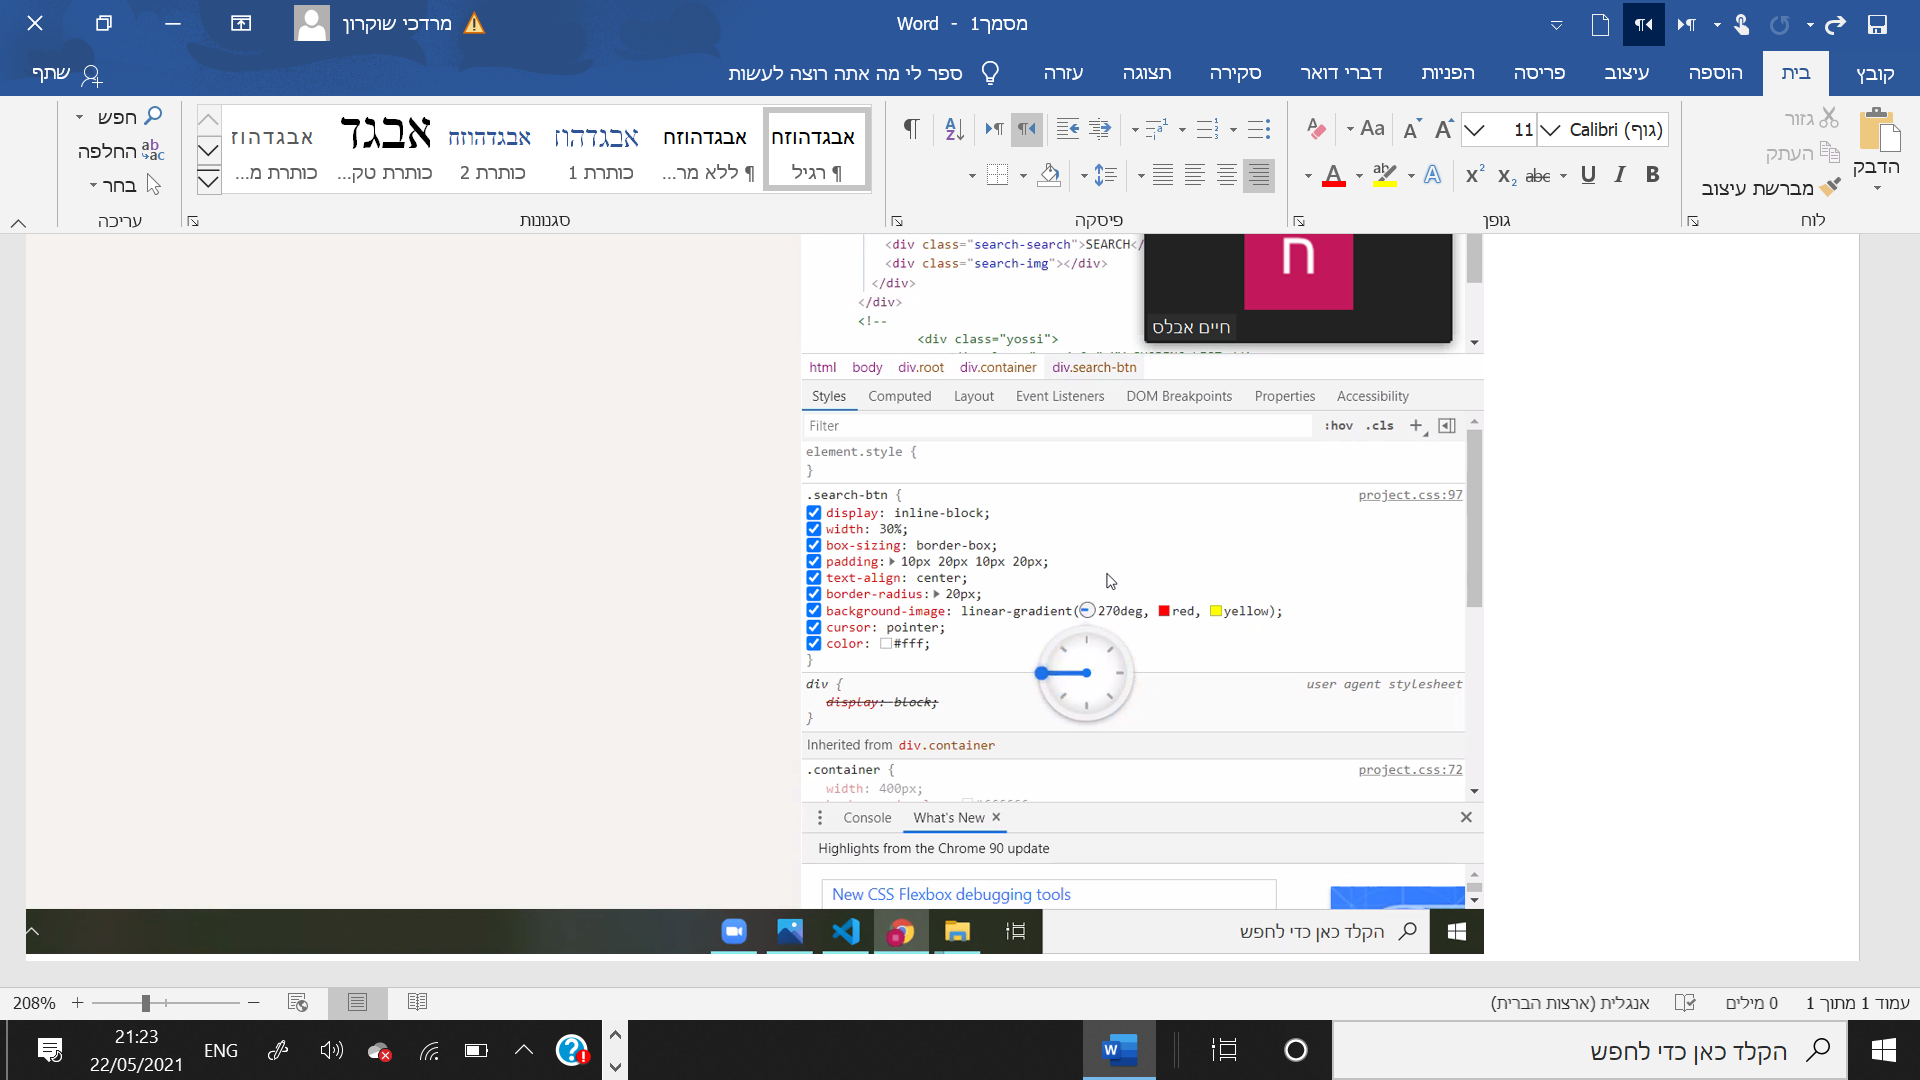 מסמך1 - Word
מרדכי שוקרון
קובץ
בית
הוספה
עיצוב
פריסה
הפניות
דברי דואר
סקירה
תצוגה
עזרה
ספר לי מה אתה רוצה לעשות
שתף
הדבק
גזור
העתק
מברשת עיצוב
לוח
Calibri (גוף)
11
Aa
גופן
פיסקה
אבגדהוזח
¶ רגיל
אבגדהוזח
¶ ללא מר...
אבגדהוז
כותרת 1
אבגדהוזח
כותרת 2
אבגד
כותרת טק...
אבגדהוז
כותרת מ...
סגנונות
חפש
החלפה
בחר
עריכה
<div class="search-search">SEARCH</
<div class="search-img"></div>
</div>
</div>
<!--
<div class="yossi">
ח
חיים אבלס
html body div.root div.container div.search-btn
Styles Computed Layout Event Listeners DOM Breakpoints Properties Accessibility
Filter :hov .cls
element.style {
}
.search-btn { project.css:97
display: inline-block;
width: 30%;
box-sizing: border-box;
padding: 10px 20px 10px 20px;
text-align: center;
border-radius: 20px;
background-image: linear-gradient(270deg, red, yellow);
cursor: pointer;
color: #fff;
}
div { user agent stylesheet
display: block;
}
Inherited from div.container
.container { project.css:72
width: 400px;
Console What's New
Highlights from the Chrome 90 update
New CSS Flexbox debugging tools
הקלד כאן כדי לחפש
עמוד 1 מתוך 1
0 מילים
אנגלית (ארצות הברית)
208%
הקלד כאן כדי לחפש
ENG
21:23
22/05/2021